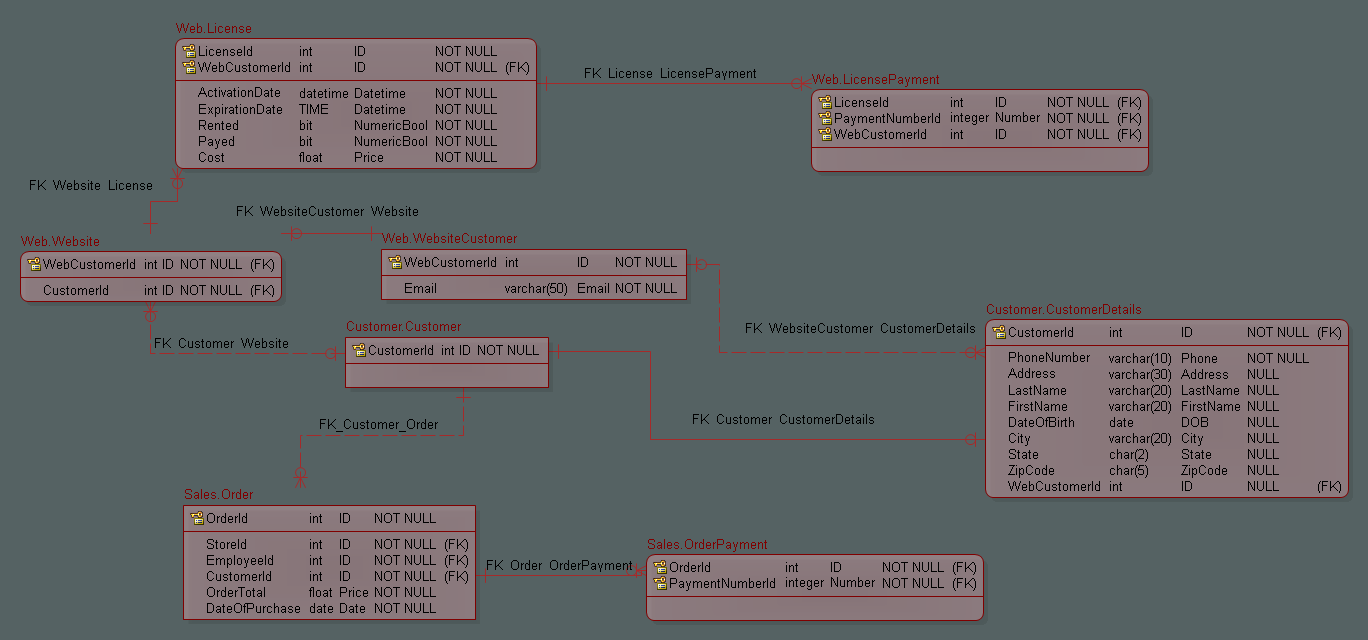 Web.License
LicenseId int ID NOT NULL
WebCustomerId int ID NOT NULL (FK)
ActivationDate datetime Datetime NOT NULL
ExpirationDate TIME Datetime NOT NULL
Rented bit NumericBool NOT NULL
Payed bit NumericBool NOT NULL
Cost float Price NOT NULL
FK License LicensePayment
Web.LicensePayment
LicenseId int ID NOT NULL (FK)
PaymentNumberId integer Number NOT NULL (FK)
WebCustomerId int ID NOT NULL (FK)
FK Website License
FK WebsiteCustomer Website
Web.Website
WebCustomerId int ID NOT NULL (FK)
CustomerId int ID NOT NULL (FK)
Web.WebsiteCustomer
WebCustomerId int ID NOT NULL
Email varchar(50) Email NOT NULL
FK WebsiteCustomer CustomerDetails
FK Customer Website
Customer.Customer
CustomerId int ID NOT NULL
Customer.CustomerDetails
CustomerId int ID NOT NULL (FK)
PhoneNumber varchar(10) Phone NOT NULL
Address varchar(30) Address NULL
LastName varchar(20) LastName NULL
FirstName varchar(20) FirstName NULL
DateOfBirth date DOB NULL
City varchar(20) City NULL
State char(2) State NULL
ZipCode char(5) ZipCode NULL
WebCustomerId int ID NULL (FK)
FK Customer CustomerDetails
FK_Customer_Order
Sales.Order
OrderId int ID NOT NULL
StoreId int ID NOT NULL (FK)
EmployeeId int ID NOT NULL (FK)
CustomerId int ID NOT NULL (FK)
OrderTotal float Price NOT NULL
DateOfPurchase date Date NOT NULL
FK Order OrderPayment
Sales.OrderPayment
OrderId int ID NOT NULL (FK)
PaymentNumberId integer Number NOT NULL (FK)